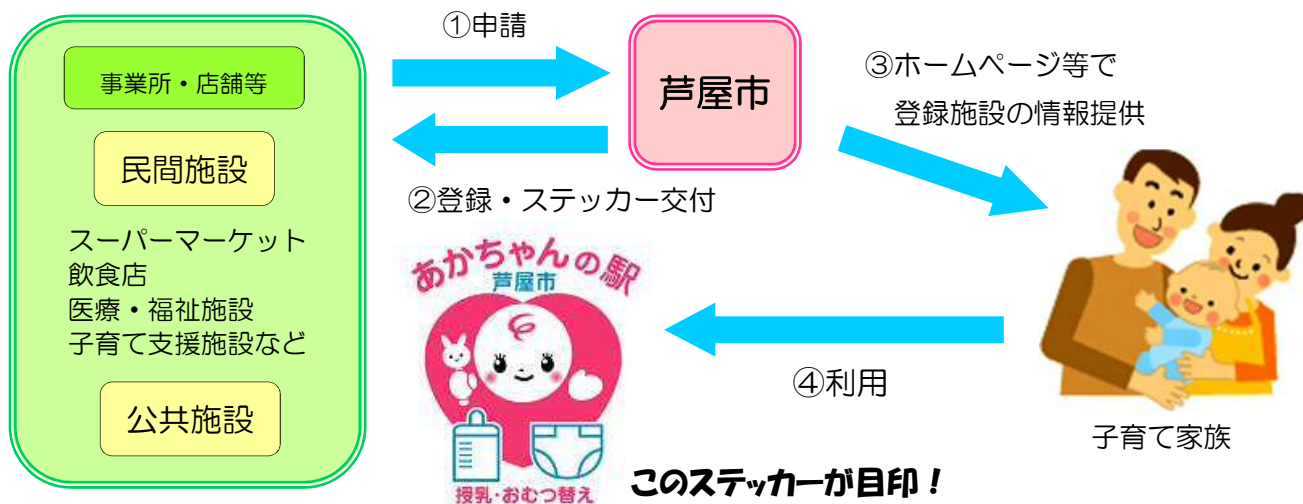 事業所・店舗等
民間施設
スーパーマーケット
飲食店
医療・福祉施設
子育て支援施設など
公共施設
①申請
芦屋市
②登録・ステッカー交付
③ホームページ等で
登録施設の情報提供
あかちゃんの駅
芦屋市
授乳・おむつ替え
このステッカーが目印！
④利用
子育て家族